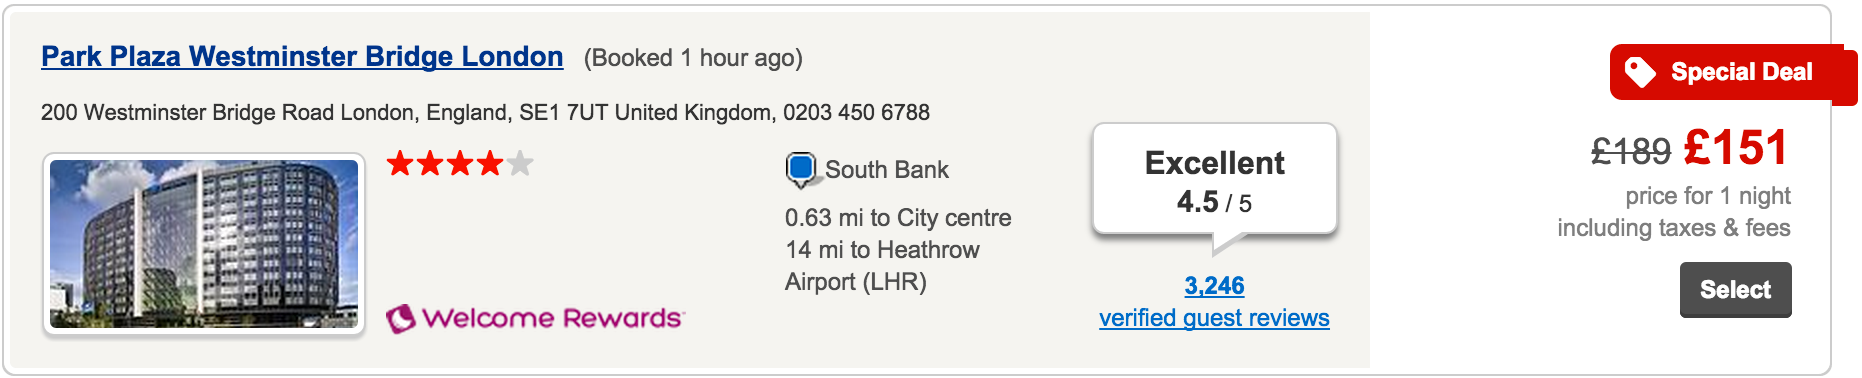 Park Plaza Westminster Bridge London (Booked 1 hour ago)
200 Westminster Bridge Road London, England, SE1 7UT United Kingdom, 0203 450 6788
Welcome Rewards
South Bank
0.63 mi to City centre
14 mi to Heathrow
Airport (LHR)
Excellent
4.5 / 5
3,246
verified guest reviews
Special Deal
£189 £151
price for 1 night
including taxes & fees
Select